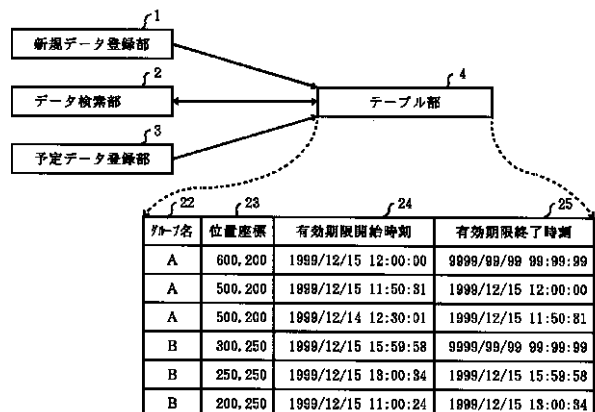 1
新規データ登録部
2
データ検索部
4
テーブル部
3
予定データ登録部
22 23 24 25
グループ名 位置座標 有効期限開始時刻 有効期限終了時刻
A 600,200 1999/12/15 12:00:00 9999/99/99 99:99:99
A 500,200 1999/12/15 11:50:31 1999/12/15 12:00:00
A 400,200 1999/12/14 12:30:01 1999/12/15 11:50:31
B 300,250 1999/12/15 15:59:58 9999/99/99 99:99:99
B 250,250 1999/12/15 13:00:34 1999/12/15 15:59:58
B 200,250 1999/12/15 11:00:24 1999/12/15 13:00:34